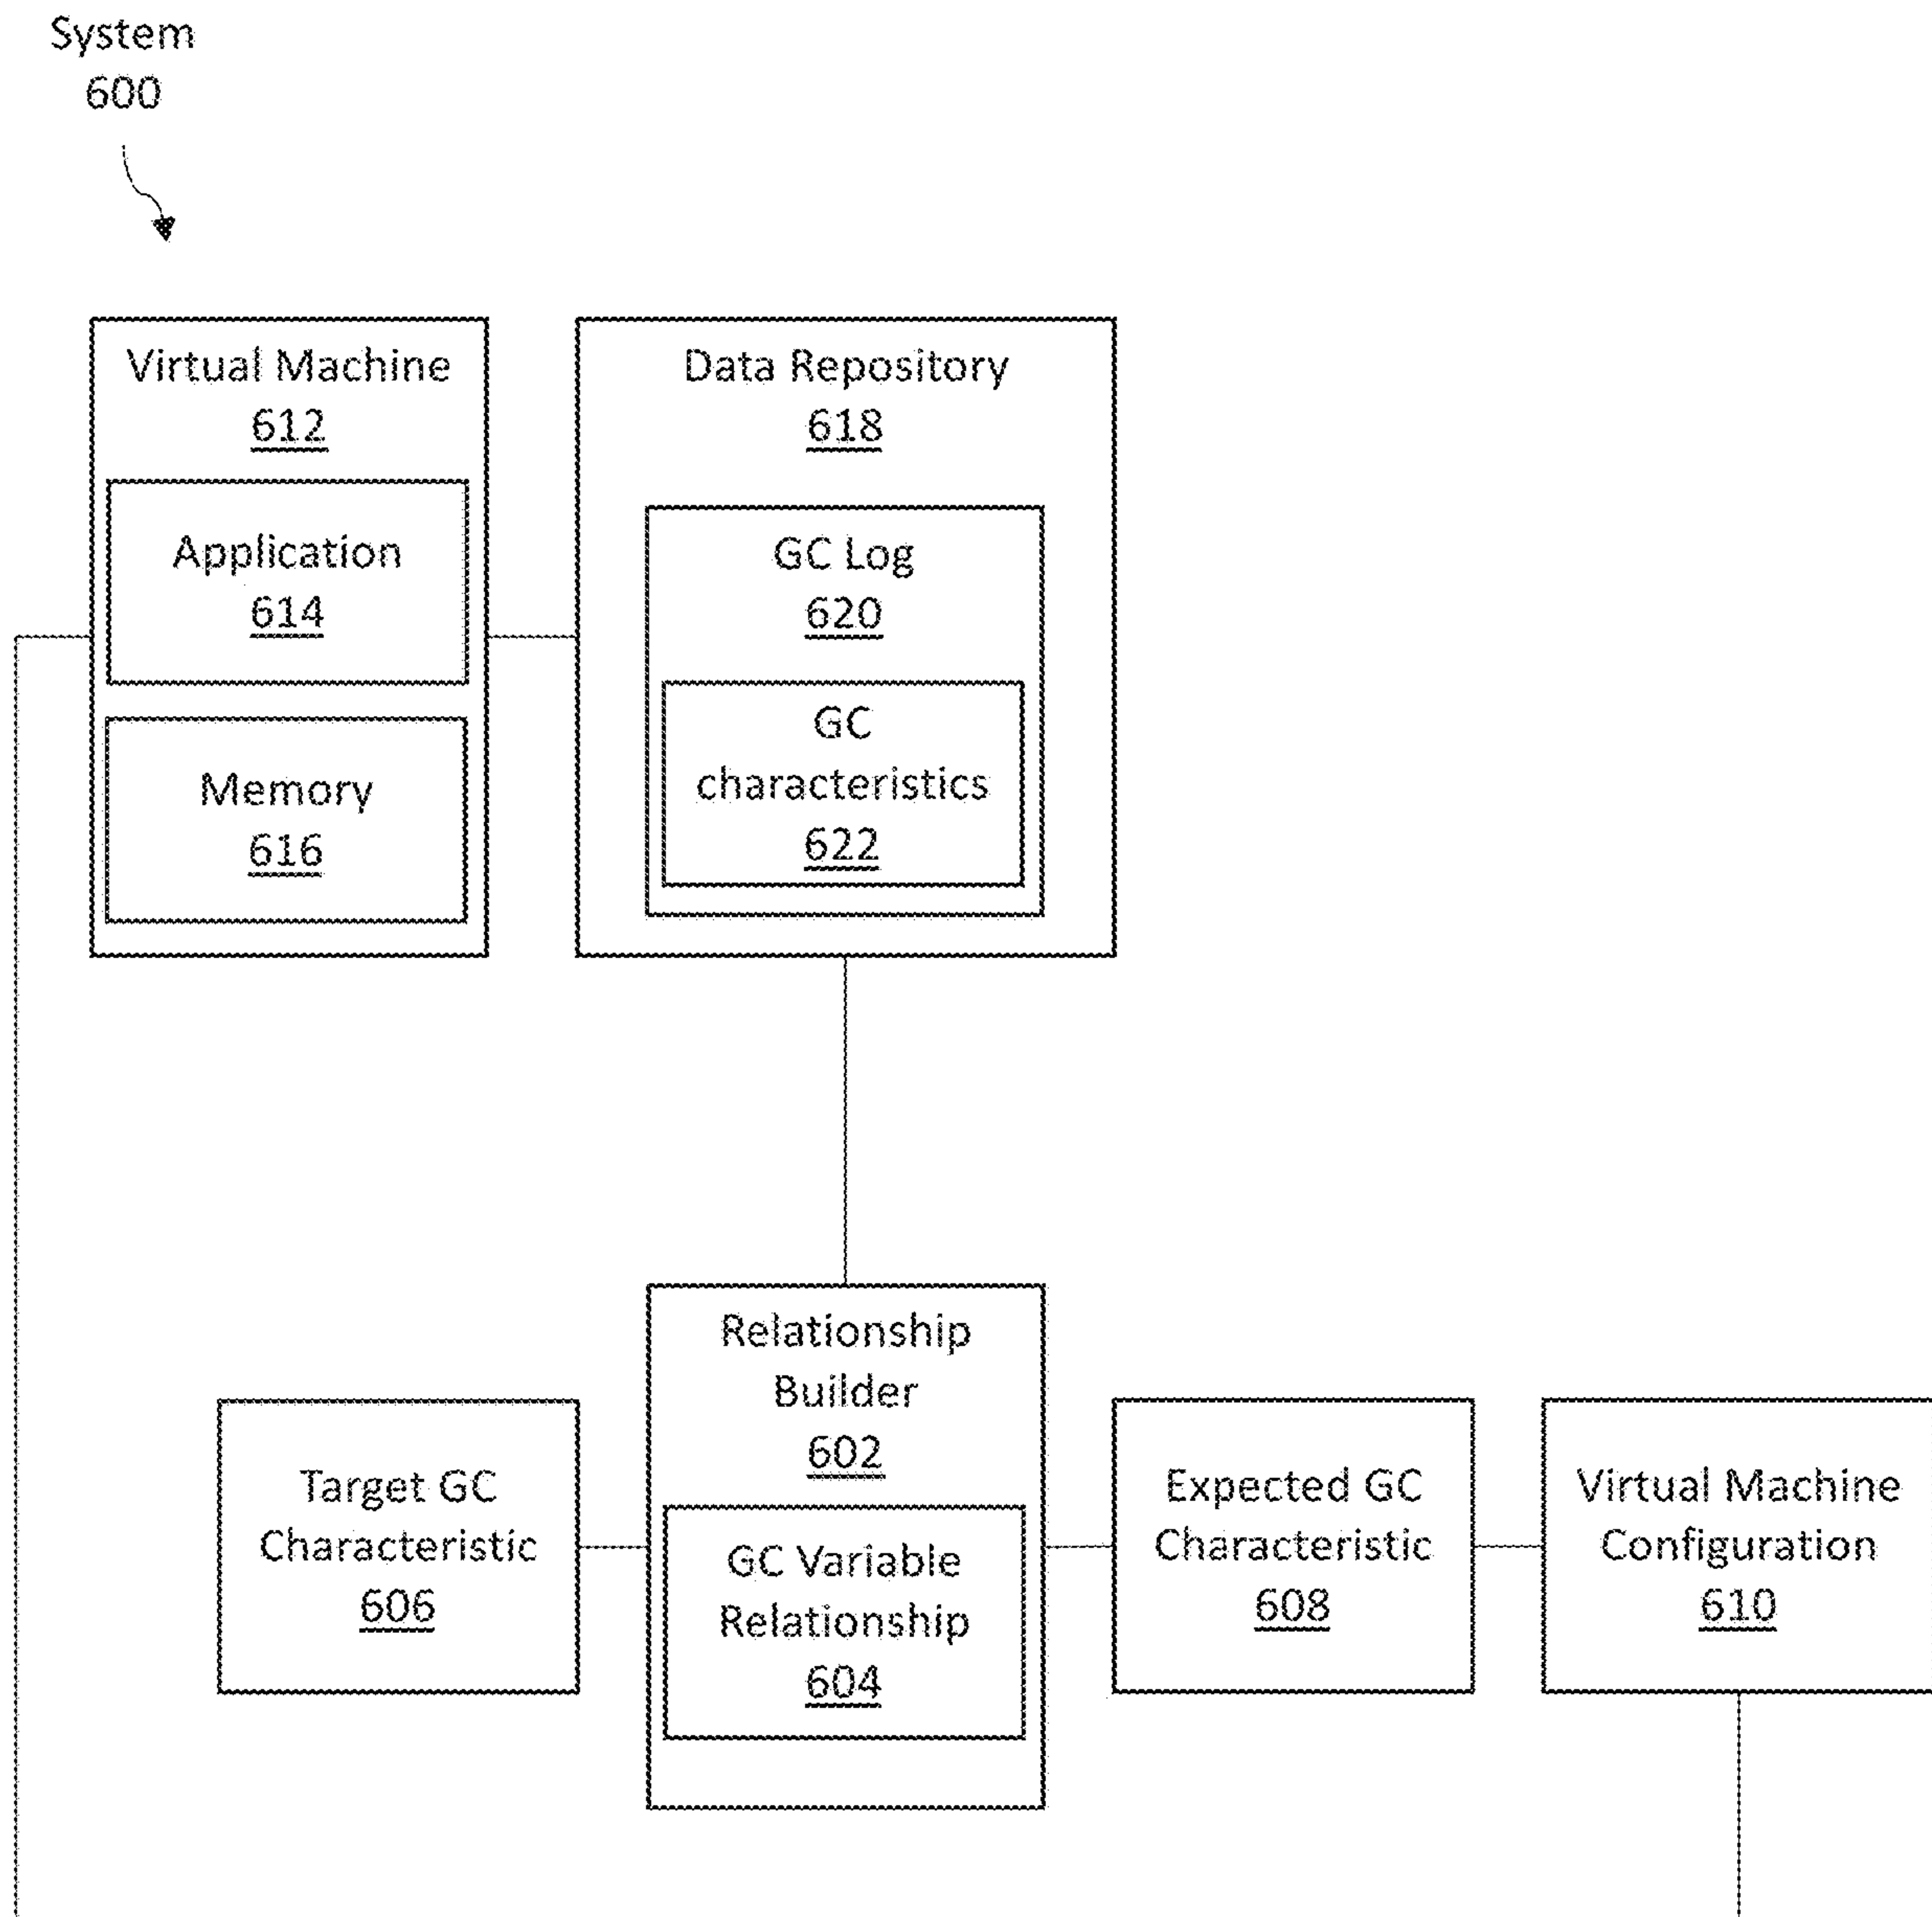 System
600
Virtual Machine
612
Application
614
Memory
616
Data Repository
618
GC Log
620
GC
characteristics
622
Relationship
Builder
602
GC Variable
Relationship
604
Target GC
Characteristic
606
Expected GC
Characteristic
608
Virtual Machine
Configuration
610